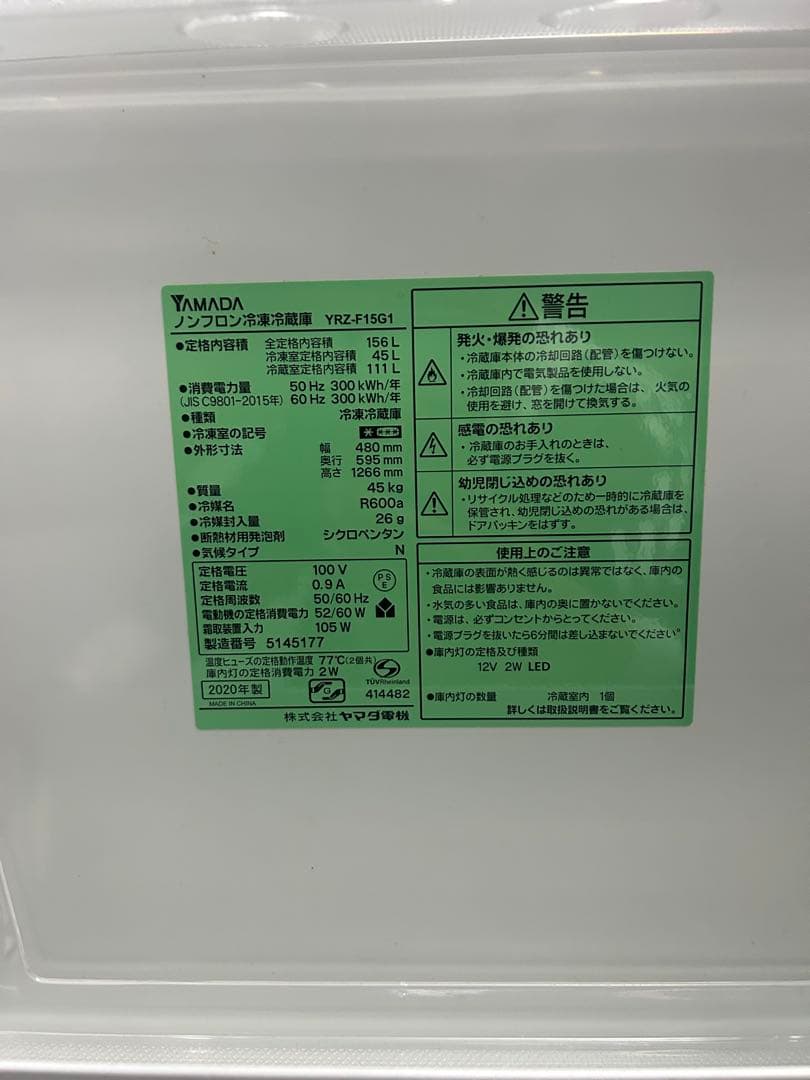 YAMADA
ノンフロン冷凍冷蔵庫 YRZ-F15G1
●定格内容積 全定格内容積 156 L
冷凍室定格内容積 45 L
冷蔵室定格内容積 111 L
●消費電力量 50 Hz 300 kWh/年
(JIS C9801-2015年) 60 Hz 300 kWh/年
●種類 冷凍冷蔵庫
●冷凍室の記号
●外形寸法 幅 480 mm
奥行 595 mm
高さ 1266 mm
●質量 45 kg
●冷媒名 R600a
●冷媒封入量 26 g
●断熱材用発泡剤 シクロペンタン
●気候タイプ N
定格電圧 100 V
定格電流 0.9 A
定格周波数 50/60 Hz
電動機の定格消費電力 52/60 W
霜取装置入力 105 W
製造番号 5145177
PS
E
温度ヒューズの定格動作温度 77℃(2個共)
庫内灯の定格消費電力 2 W
TÜVRheinland
2020年製
G
414482
MADE IN CHINA
株式会社 ヤマダ電機
⚠警告
発火・爆発の恐れあり
・冷蔵庫本体の冷却回路(配管)を傷つけない。
・冷蔵庫内で電気製品を使用しない。
・冷却回路(配管)を傷つけた場合は、火気の
使用を避け、窓を開けて換気する。
感電の恐れあり
・冷蔵庫のお手入れのときは、
必ず電源プラグを抜く。
幼児閉じ込めの恐れあり
・リサイクル処理などのため一時的に冷蔵庫を
保管され、幼児閉じ込めの恐れがある場合は、
ドアパッキンをはずす。
使用上のご注意
・冷蔵庫の表面が熱く感じるのは異常ではなく、庫内の
食品には影響ありません。
・水気の多い食品は、庫内の奥に置かないでください。
・電源は、必ずコンセントからとってください。
・電源プラグを抜いたら6分間は差し込まないでください。
●庫内灯の定格及び種類
12V 2W LED
●庫内灯の数量 冷蔵室内 1個
詳しくは取扱説明書をご覧ください。